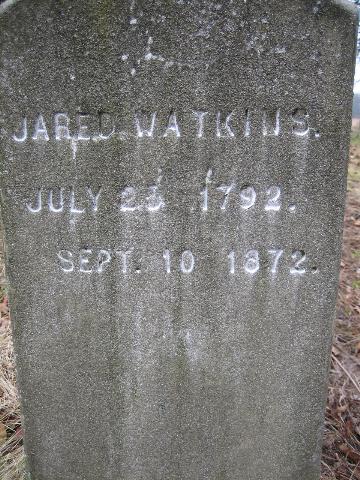 JARED WATKINS.
JULY 23 1792.
SEPT. 10 1872.